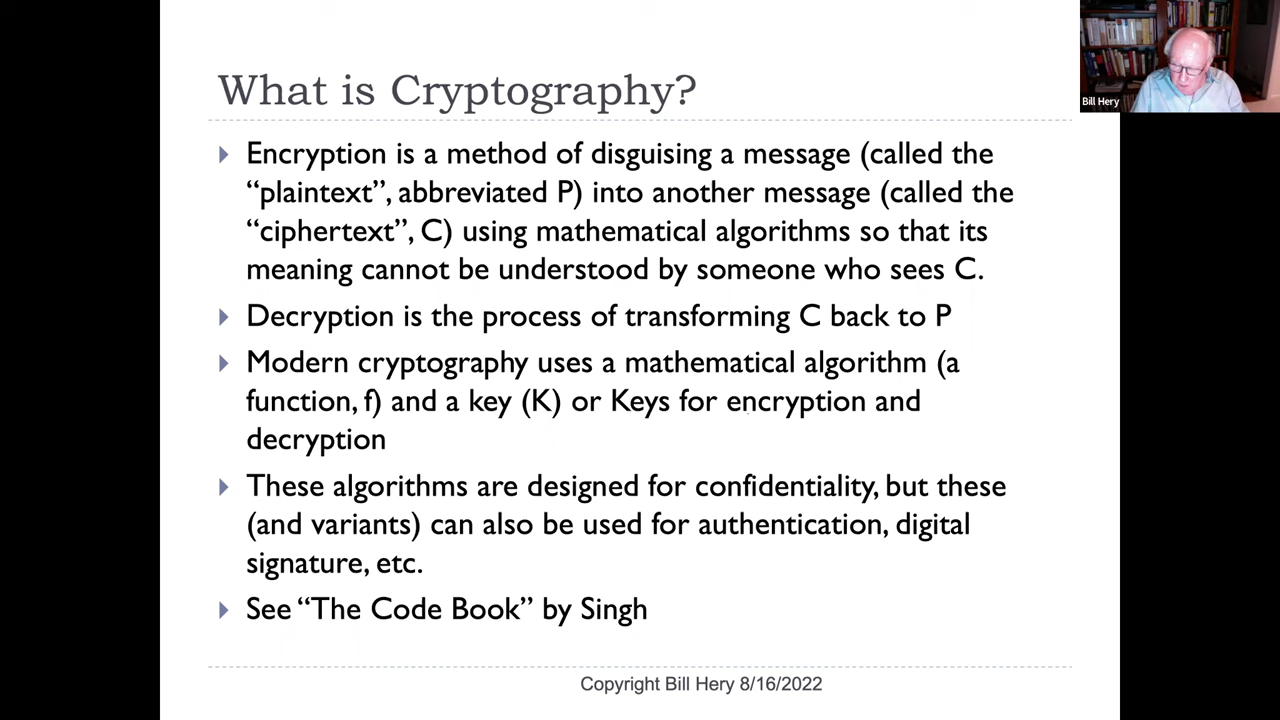 What is Cryptography?
Bill Hery
Encryption is a method of disguising a message (called the
“plaintext”, abbreviated P) into another message (called the
“ciphertext”, C) using mathematical algorithms so that its
meaning cannot be understood by someone who sees C.
Decryption is the process of transforming C back to P
Modern cryptography uses a mathematical algorithm (a
function, f) and a key (K) or Keys for encryption and
decryption
These algorithms are designed for confidentiality, but these
(and variants) can also be used for authentication, digital
signature, etc.
See “The Code Book” by Singh
Copyright Bill Hery 8/16/2022